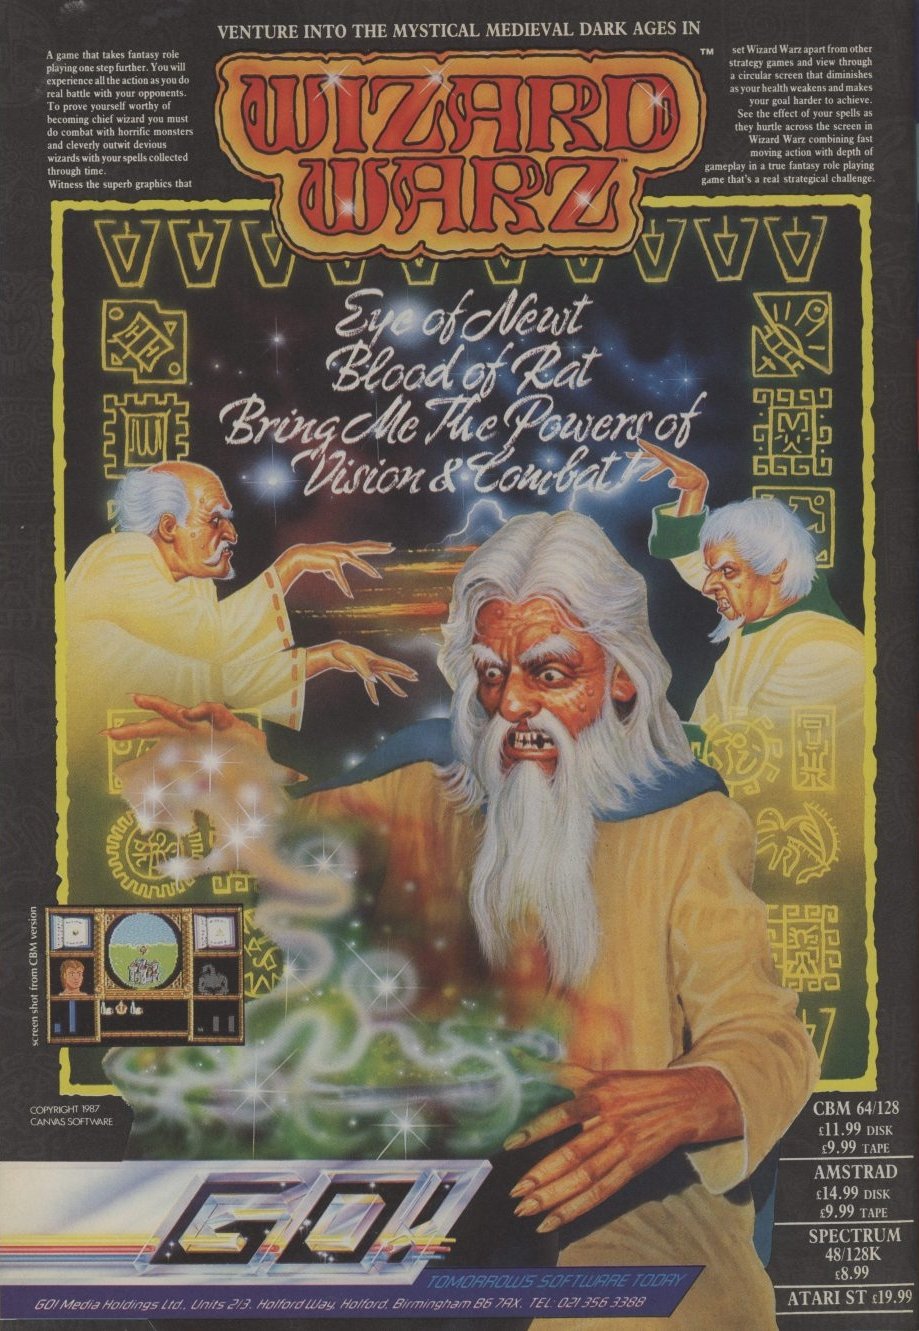 VENTURE INTO THE MYSTICAL MEDIEVAL DARK AGES IN
A game that takes fantasy role
playing one step further. You will
experience all the action as you do
real battle with your opponents.
To prove yourself worthy of
becoming chief wizard you must
do combat with horrific monsters
and cleverly outwit devious
wizards with your spells collected
through time.
Witness the superb graphics that
WIZARD
WARZ
TM
TM
set Wizard Warz apart from other
strategy games and view through
a circular screen that diminishes
as your health weakens and makes
your goal harder to achieve.
See the effect of your spells as
they hurtle across the screen in
Wizard Warz combining fast
moving action with depth of
gameplay in a true fantasy role playing
game that's a real strategical challenge.
Eye of Newt
Blood of Rat
Bring Me The Powers of
Vision & Combat!
screen shot from CBM version
COPYRIGHT 1987
CANVAS SOFTWARE
CBM 64/128
£11.99 DISK
£9.99 TAPE
AMSTRAD
£14.99 DISK
£9.99 TAPE
SPECTRUM
48/128K
£8.99
ATARI ST £19.99
GO!
TOMORROWS SOFTWARE TODAY
GO! Media Holdings Ltd., Units 2/3, Holford Way, Holford, Birmingham B6 7AX. TEL: 021 356 3388